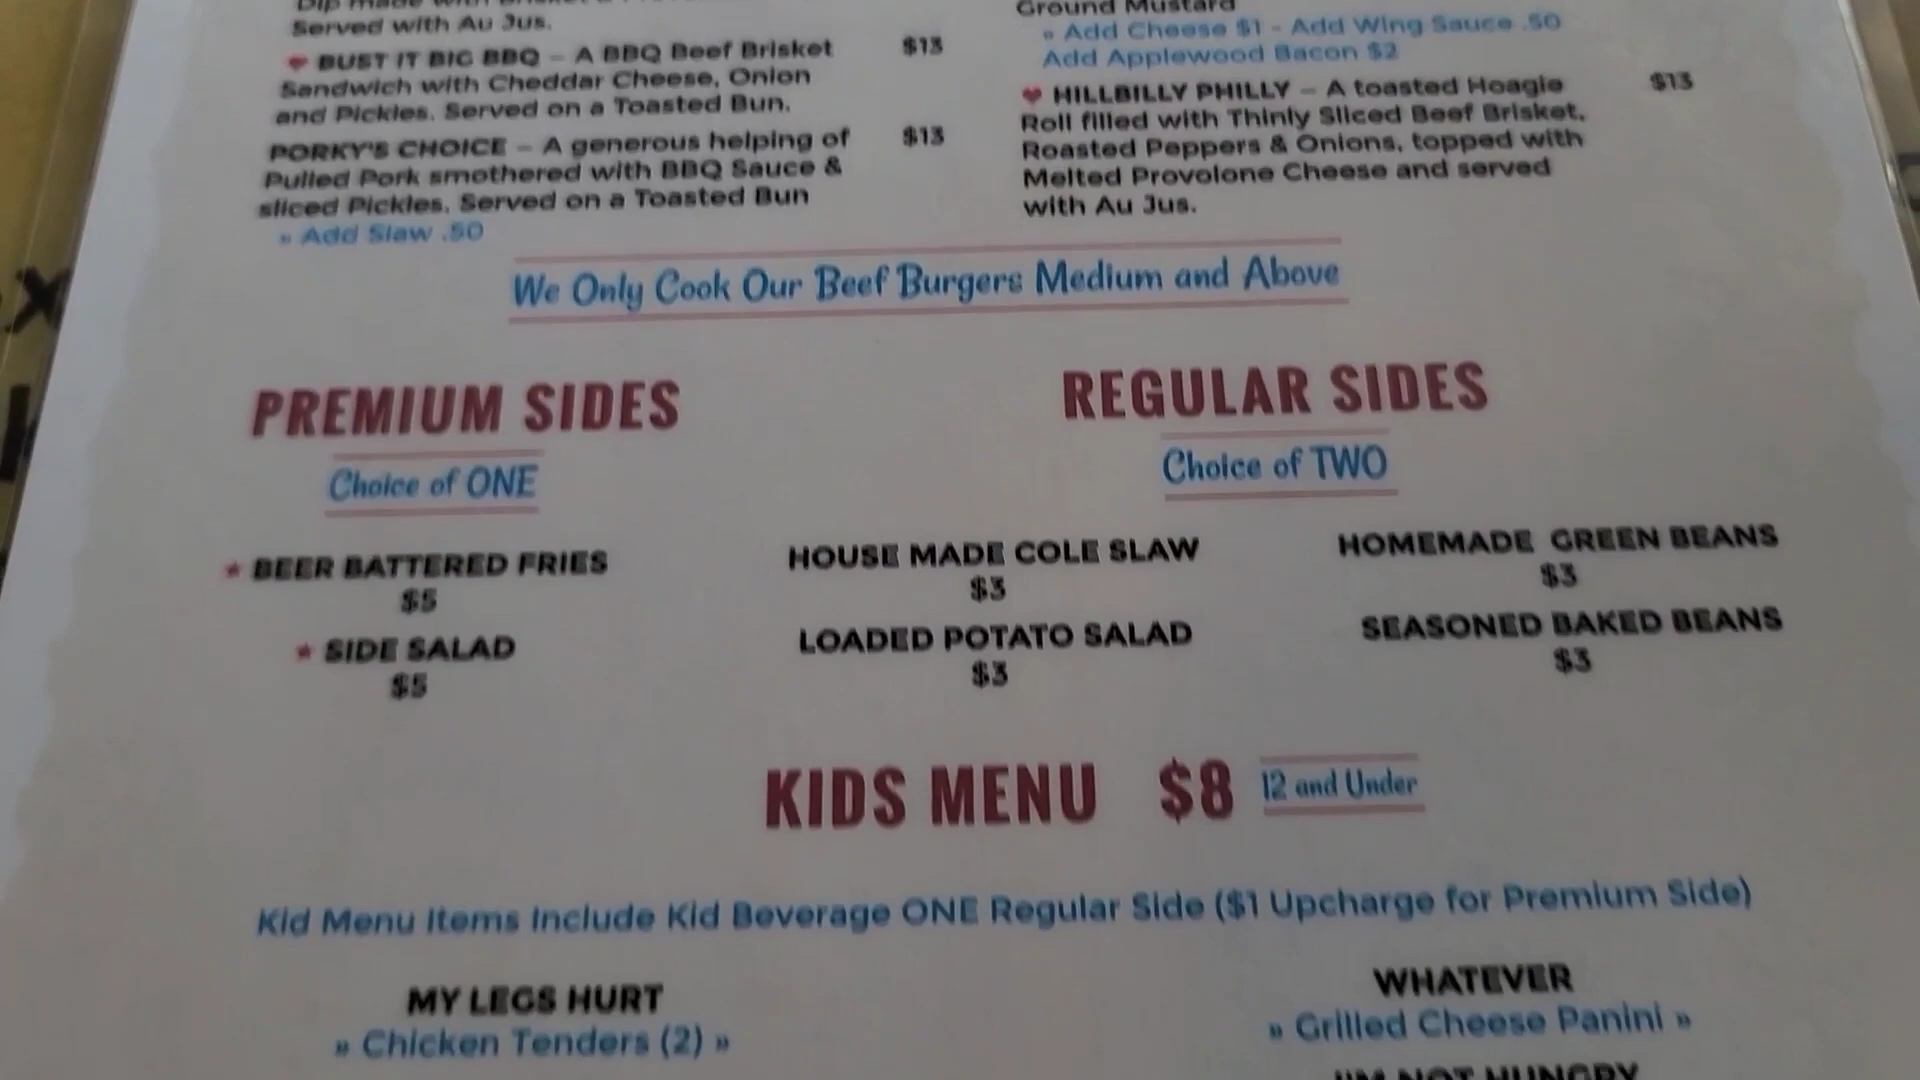 Served with Au Jus.
BUST IT BIG BBQ – A BBQ Beef Brisket $13
Sandwich with Cheddar Cheese, Onion
and Pickles. Served on a Toasted Bun.
PORKY'S CHOICE – A generous helping of $13
Pulled Pork smothered with BBQ Sauce &
sliced Pickles. Served on a Toasted Bun
» Add Slaw .50
Ground Mustard
» Add Cheese $1 - Add Wing Sauce .50
Add Applewood Bacon $2
HILLBILLY PHILLY – A toasted Hoagie $13
Roll filled with Thinly Sliced Beef Brisket,
Roasted Peppers & Onions, topped with
Melted Provolone Cheese and served
with Au Jus.
We Only Cook Our Beef Burgers Medium and Above
PREMIUM SIDES
Choice of ONE
★ BEER BATTERED FRIES
$5
★ SIDE SALAD
$5
REGULAR SIDES
Choice of TWO
HOUSE MADE COLE SLAW
$3
LOADED POTATO SALAD
$3
HOMEMADE GREEN BEANS
$3
SEASONED BAKED BEANS
$3
KIDS MENU $8 12 and Under
Kid Menu Items Include Kid Beverage ONE Regular Side ($1 Upcharge for Premium Side)
MY LEGS HURT
» Chicken Tenders (2) »
WHATEVER
» Grilled Cheese Panini »
I'M NOT HUNGRY